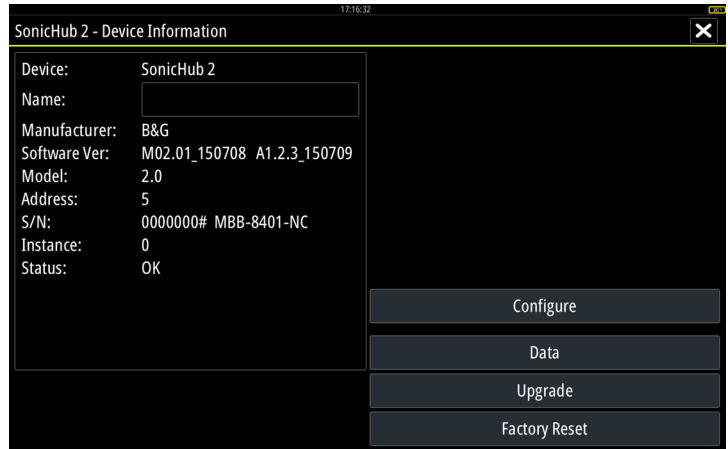 17:16:32
SonicHub 2 - Device Information
Device: SonicHub 2
Name:
Manufacturer: B&G
Software Ver: M02.01_150708 A1.2.3_150709
Model: 2.0
Address: 5
S/N: 0000000# MBB-8401-NC
Instance: 0
Status: OK
Configure
Data
Upgrade
Factory Reset